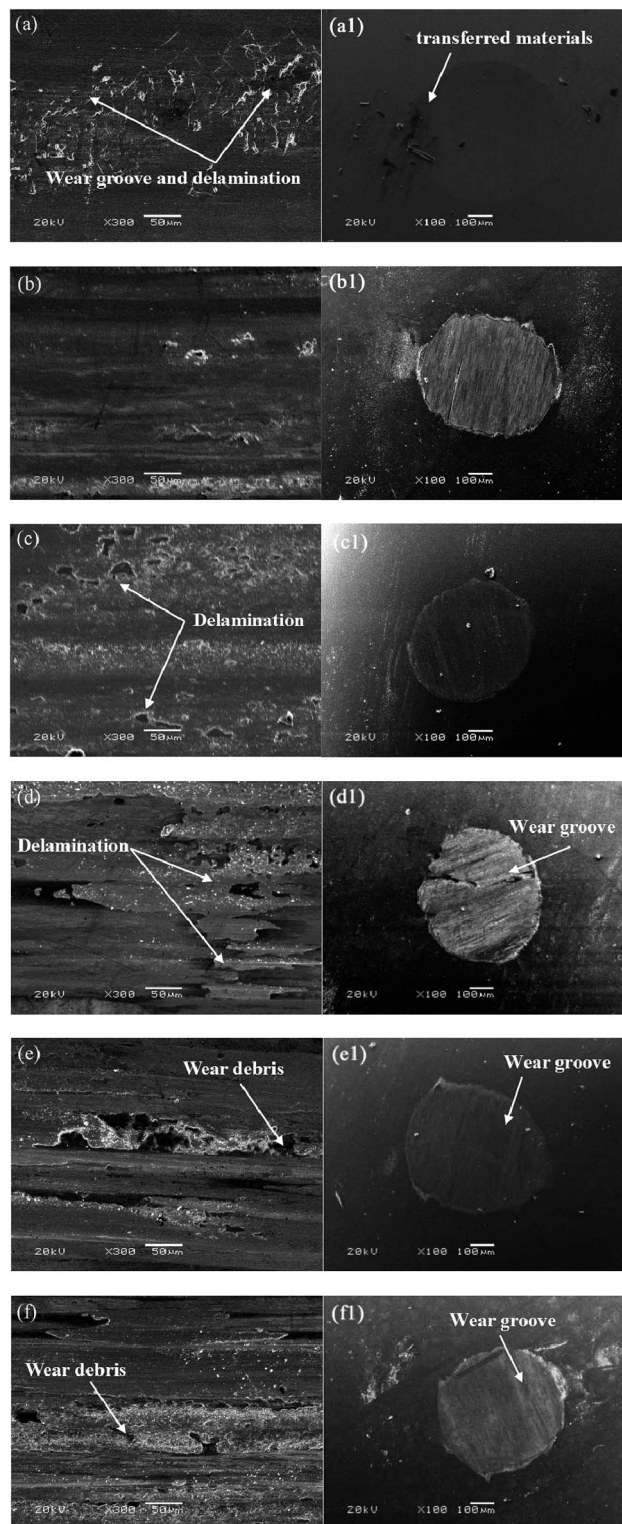 (a)
Wear groove and delamination
20kV X300 50µm
(a1)
transferred materials
20kV X100 100µm
(b)
20kV X300 50µm
(b1)
20kV X100 100µm
(c)
Delamination
20kV X300 50µm
(c1)
20kV X100 100µm
(d)
Delamination
20kV X300 50µm
(d1)
Wear groove
20kV X100 100µm
(e)
Wear debris
20kV X300 50µm
(e1)
Wear groove
20kV X100 100µm
(f)
Wear debris
20kV X300 50µm
(f1)
Wear groove
20kV X100 100µm